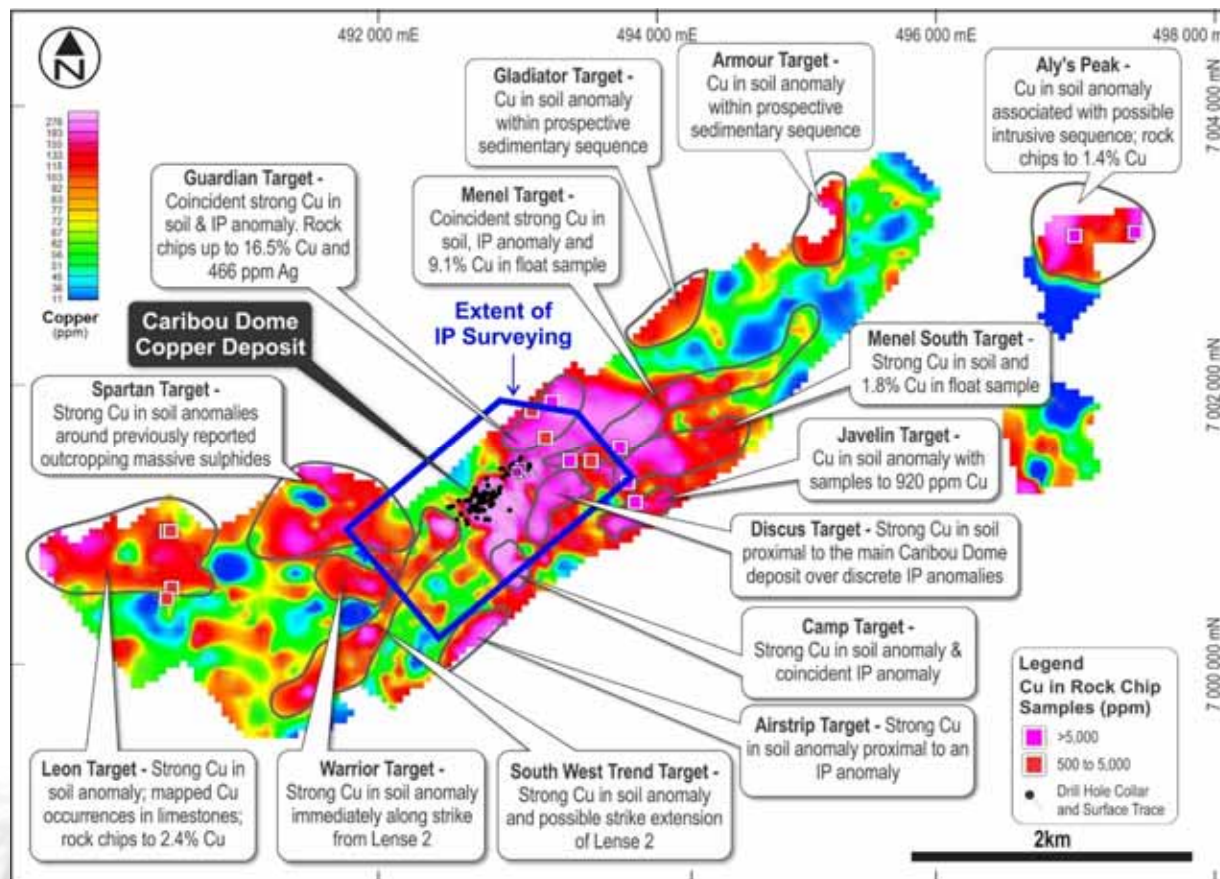 492 000 mE
494 000 mE
496 000 mE
498 000 m
7 004 000 mN
7 002 000 mN
7 000 000 mN
N
278
193
155
133
118
103
92
83
77
72
67
62
56
51
46
36
11
Copper
(ppm)
Gladiator Target -
Cu in soil anomaly
within prospective
sedimentary sequence
Armour Target -
Cu in soil anomaly
within prospective
sedimentary sequence
Aly's Peak -
Cu in soil anomaly
associated with possible
intrusive sequence; rock
chips to 1.4% Cu
Guardian Target -
Coincident strong Cu in
soil & IP anomaly. Rock
chips up to 16.5% Cu and
466 ppm Ag
Menel Target -
Coincident strong Cu in
soil, IP anomaly and
9.1% Cu in float sample
Caribou Dome
Copper Deposit
Extent of
IP Surveying
Menel South Target -
Strong Cu in soil and
1.8% Cu in float sample
Spartan Target -
Strong Cu in soil anomalies
around previously reported
outcropping massive sulphides
Javelin Target -
Cu in soil anomaly with
samples to 920 ppm Cu
Discus Target - Strong Cu in soil
proximal to the main Caribou Dome
deposit over discrete IP anomalies
Camp Target -
Strong Cu in soil anomaly &
coincident IP anomaly
Airstrip Target - Strong Cu
in soil anomaly proximal to an
IP anomaly
Leon Target - Strong Cu in
soil anomaly; mapped Cu
occurrences in limestones;
rock chips to 2.4% Cu
Warrior Target -
Strong Cu in soil anomaly
immediately along strike
from Lense 2
South West Trend Target -
Strong Cu in soil anomaly
and possible strike extension
of Lense 2
Legend
Cu in Rock Chip
Samples (ppm)
>5,000
500 to 5,000
Drill Hole Collar
and Surface Trace
2km